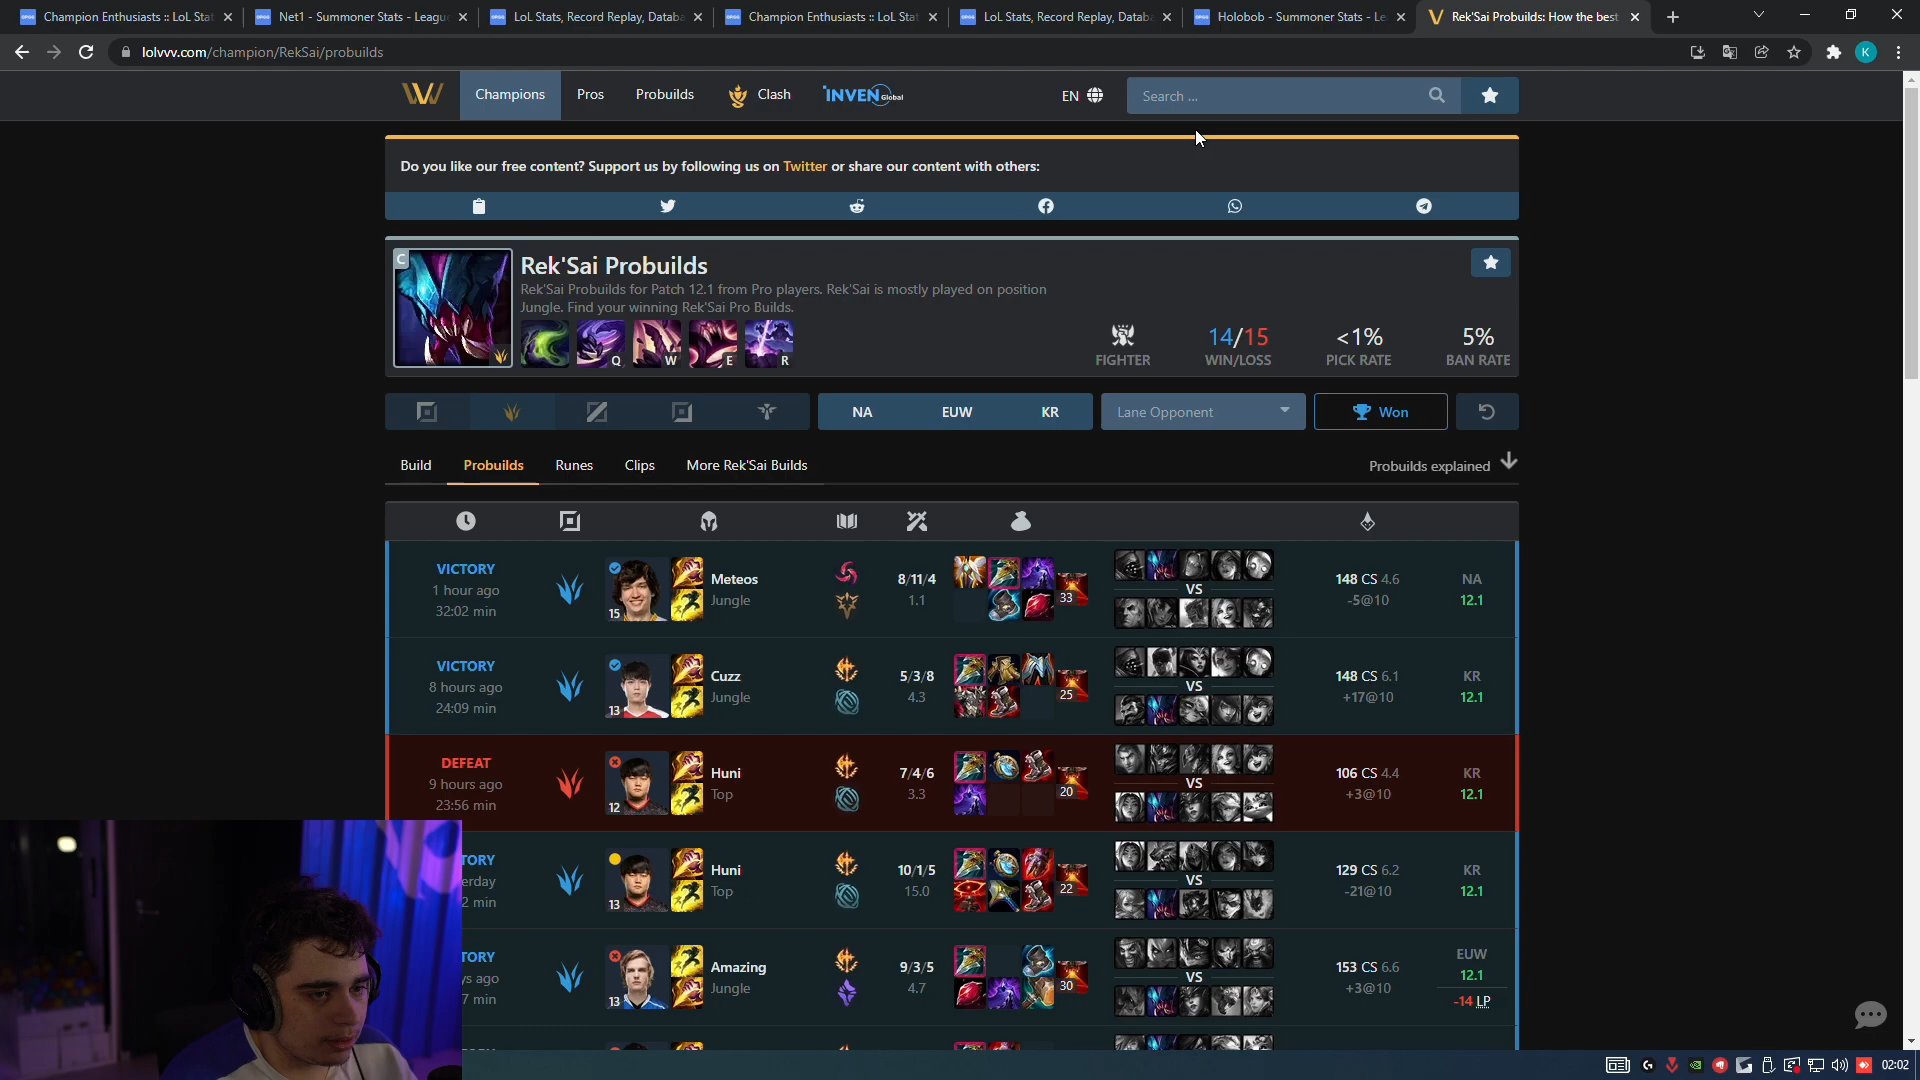 Champion Enthusiasts :: LoL Stat
Net1 - Summoner Stats - League
LoL Stats, Record Replay, Databa
Champion Enthusiasts :: LoL Stat
LoL Stats, Record Replay, Databa
Holobob - Summoner Stats - Le
Rek'Sai Probuilds: How the best
lolvvv.com/champion/RekSai/probuilds
K
Champions
Pros
Probuilds
Clash
INVEN Global
EN
Search ...
Do you like our free content? Support us by following us on Twitter or share our content with others:
C
Rek'Sai Probuilds
Rek'Sai Probuilds for Patch 12.1 from Pro players. Rek'Sai is mostly played on position
Jungle. Find your winning Rek'Sai Pro Builds.
Q W E R
FIGHTER
14/15
WIN/LOSS
<1%
PICK RATE
5%
BAN RATE
NA EUW KR
Lane Opponent
Won
Build Probuilds Runes Clips More Rek'Sai Builds
Probuilds explained
VICTORY
1 hour ago
32:02 min
15
Meteos
Jungle
8/11/4
1.1
33
VS
148 CS 4.6
-5@10
NA
12.1
VICTORY
8 hours ago
24:09 min
13
Cuzz
Jungle
5/3/8
4.3
25
VS
148 CS 6.1
+17@10
KR
12.1
DEFEAT
9 hours ago
23:56 min
12
Huni
Top
7/4/6
3.3
20
VS
106 CS 4.4
+3@10
KR
12.1
TORY
erday
2 min
13
Huni
Top
10/1/5
15.0
22
VS
129 CS 6.2
-21@10
KR
12.1
TORY
ys ago
7 min
13
Amazing
Jungle
9/3/5
4.7
30
VS
153 CS 6.6
+3@10
EUW
12.1
-14 LP
02:02